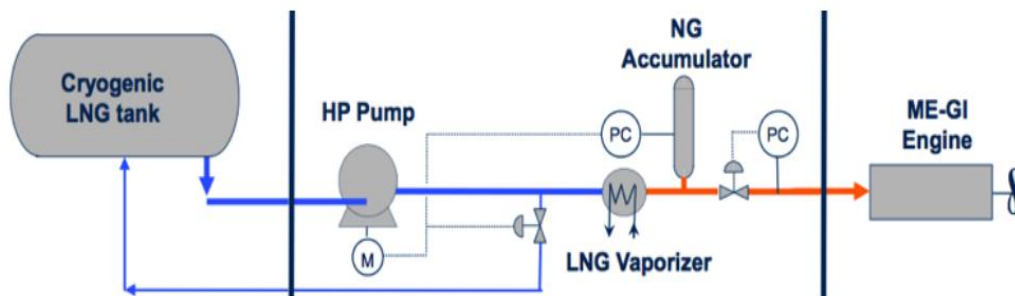 Cryogenic
LNG tank
HP Pump
NG
Accumulator
PC
PC
ME-GI
Engine
M
LNG Vaporizer